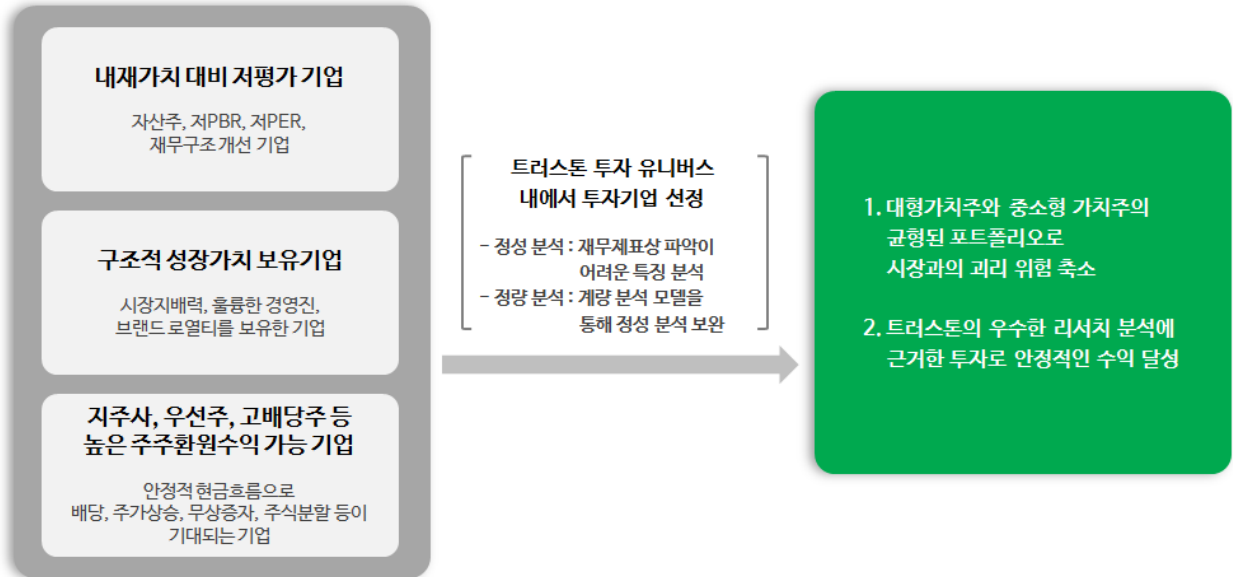 내재가치 대비 저평가 기업
자산주, 저PBR, 저PER,
재무구조 개선 기업
구조적 성장가치 보유기업
시장지배력, 훌륭한 경영진,
브랜드 로열티를 보유한 기업
지주사, 우선주, 고배당주 등
높은 주주환원수익 가능 기업
안정적 현금흐름으로
배당, 주가상승, 무상증자, 주식분할 등이
기대되는 기업
트러스톤 투자 유니버스
내에서 투자기업 선정
- 정성 분석 : 재무제표상 파악이
어려운 특징 분석
- 정량 분석 : 계량 분석 모델을
통해 정성 분석 보완
1. 대형가치주와 중소형 가치주의
균형된 포트폴리오로
시장과의 괴리 위험 축소
2. 트러스톤의 우수한 리서치 분석에
근거한 투자로 안정적인 수익 달성